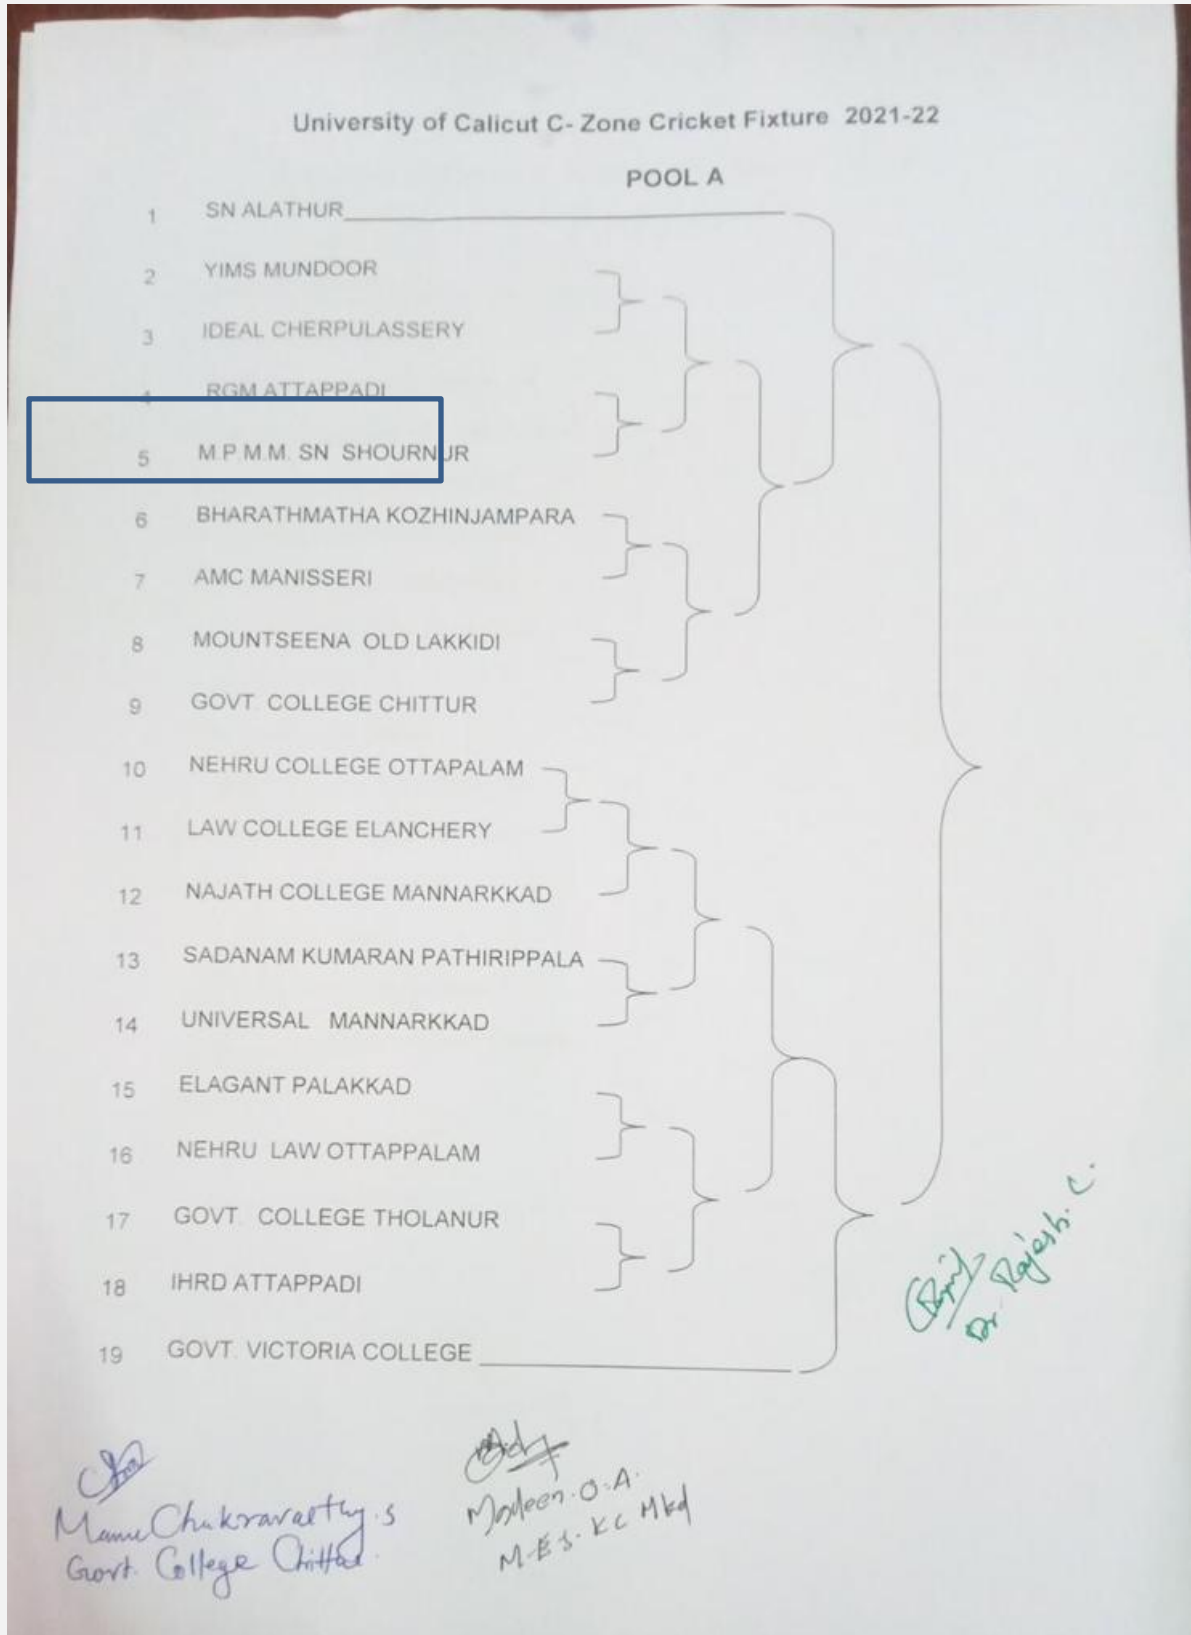 University of Calicut C- Zone Cricket Fixture 2021-22
POOL A
1 SN ALATHUR
2 YIMS MUNDOOR
3 IDEAL CHERPULASSERY
4 RGM ATTAPPADI
5 M.P.M.M. SN SHOURNUR
6 BHARATHMATHA KOZHINJAMPARA
7 AMC MANISSERI
8 MOUNTSEENA OLD LAKKIDI
9 GOVT. COLLEGE CHITTUR
10 NEHRU COLLEGE OTTAPALAM
11 LAW COLLEGE ELANCHERY
12 NAJATH COLLEGE MANNARKKAD
13 SADANAM KUMARAN PATHIRIPPALA
14 UNIVERSAL MANNARKKAD
15 ELAGANT PALAKKAD
16 NEHRU LAW OTTAPPALAM
17 GOVT. COLLEGE THOLANUR
18 IHRD ATTAPPADI
19 GOVT. VICTORIA COLLEGE
Dr. Rajesh. C.
Chakravarthy.s
Govt. College Chittur.
O.A.
M.E.S. KC Mkd